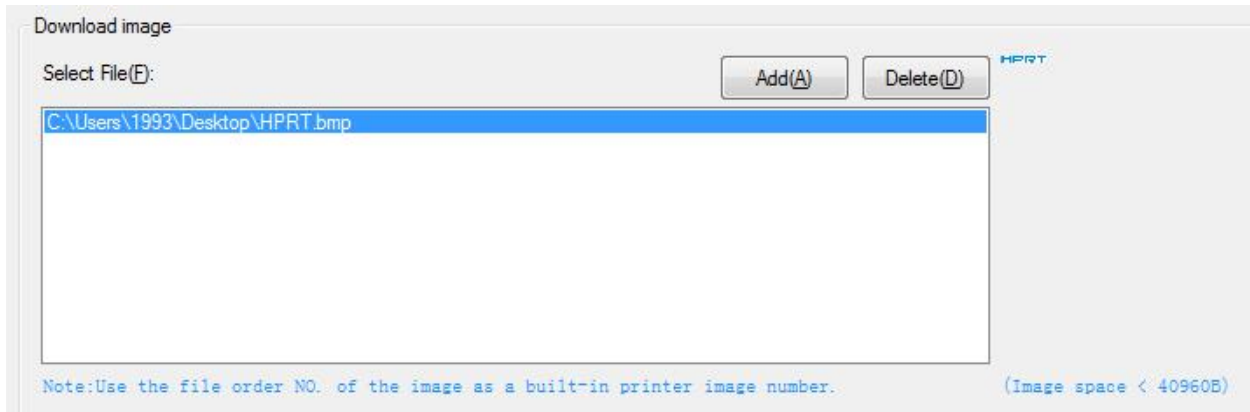 Download image
Select File(F):
Add(A)
Delete(D)
HPRT
C:\Users\1993\Desktop\HPRT.bmp
Note:Use the file order NO. of the image as a built-in printer image number.
(Image space < 40960B)